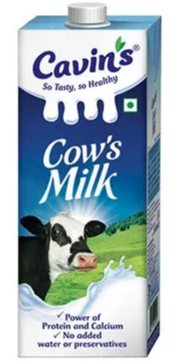 Cavin's®
So Tasty, so Healthy
Cow's
Milk
✓ Power of
Protein and Calcium
✓ No added
water or preservatives